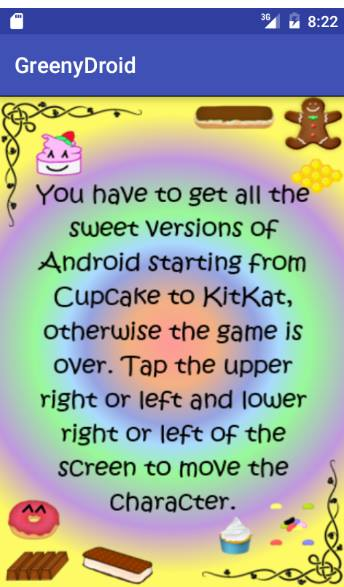 3G 8:22
GreenyDroid
You have to get all the
sweet versions of
Android starting from
Cupcake to KitKat,
otherwise the game is
over. Tap the upper
right or left and lower
right or left of the
screen to move the
character.